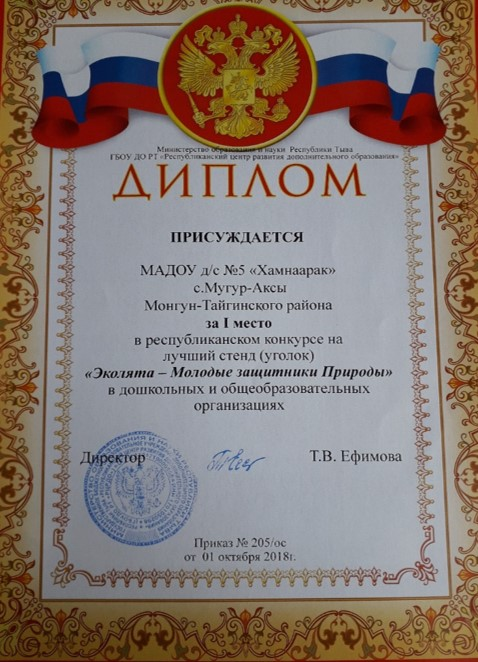 Министерство образования и науки Республики Тыва
ГБОУ ДО РТ «Республиканский центр развития дополнительного образования»
ДИПЛОМ
ПРИСУЖДАЕТСЯ
МАДОУ д/с №5 «Хамнаарак»
с.Мугур-Аксы
Монгун-Тайгинского района
за I место
в республиканском конкурсе на
лучший стенд (уголок)
«Эколята – Молодые защитники Природы»
в дошкольных и общеобразовательных
организациях
Директор Т.В. Ефимова
Приказ № 205/ос
от 01 октября 2018г.